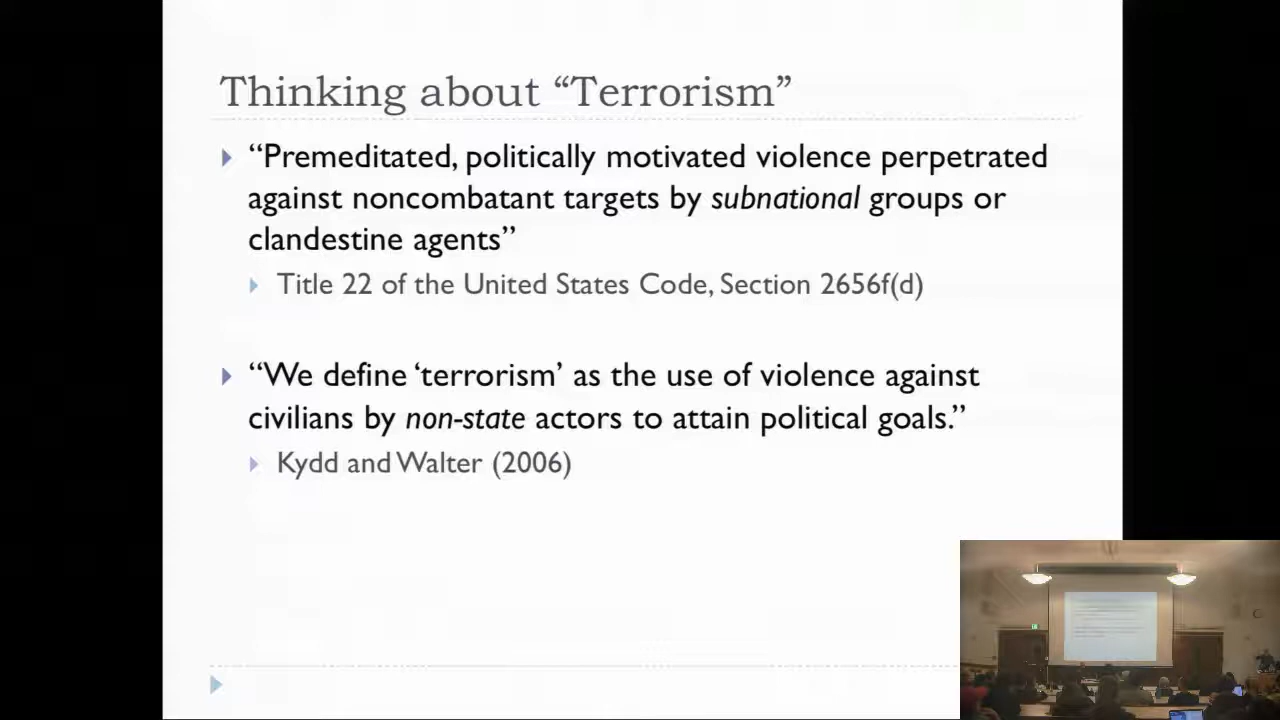 Thinking about “Terrorism”
“Premeditated, politically motivated violence perpetrated
against noncombatant targets by subnational groups or
clandestine agents”
Title 22 of the United States Code, Section 2656f(d)
“We define ‘terrorism’ as the use of violence against
civilians by non-state actors to attain political goals.”
Kydd and Walter (2006)